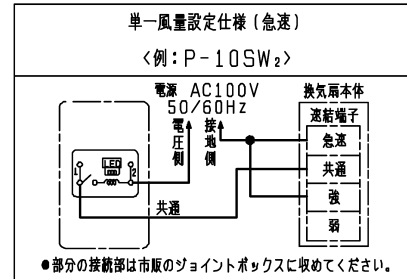 単一風量設定仕様(急速)
〈例:P-10SW₂〉
電源 AC100V
50/60Hz
換気扇本体
速結端子
電圧側
接地側
急速
共通
強
弱
LED
1
2
共通
●部分の接続部は市販のジョイントボックスに収めてください。